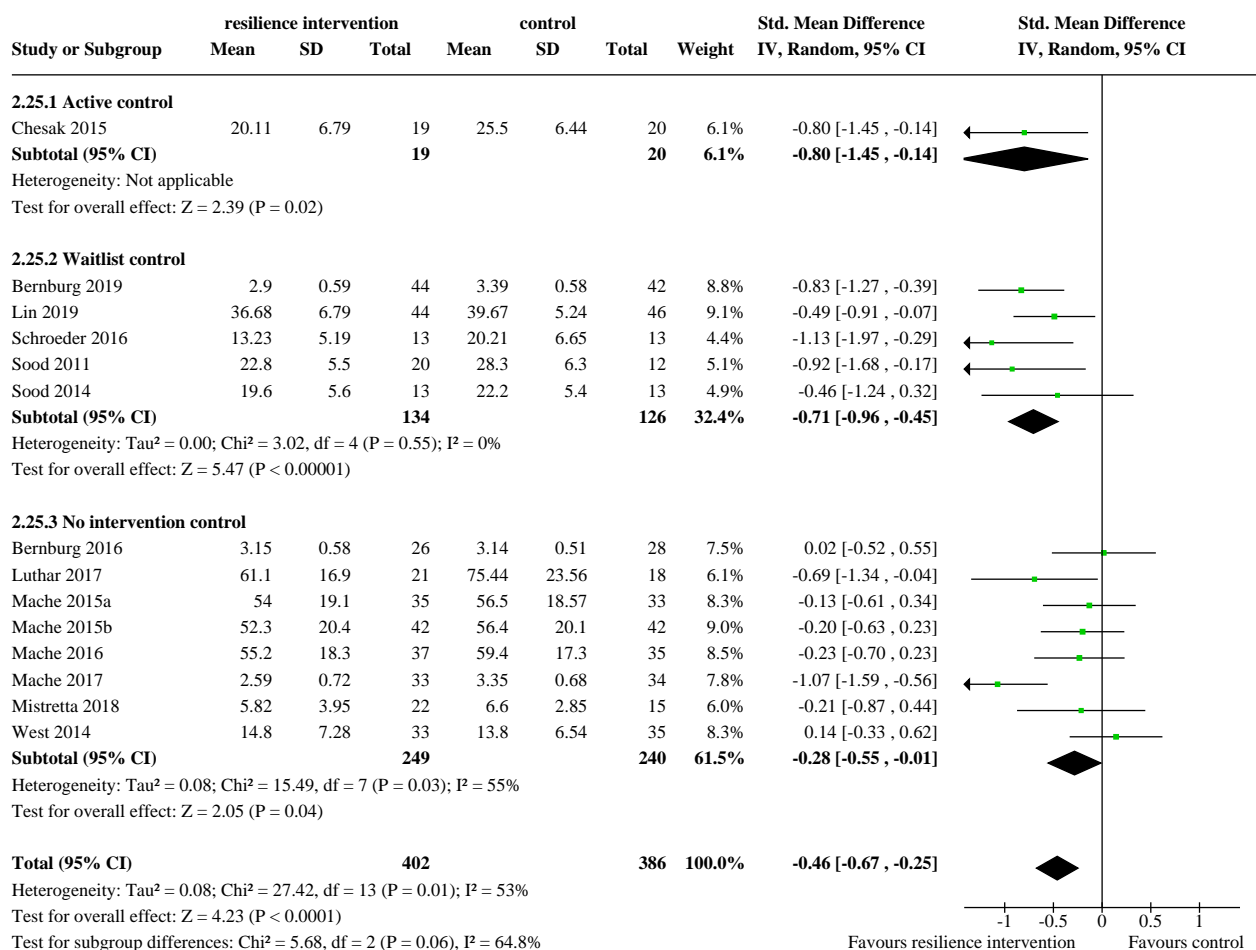 resilience intervention control Std. Mean Difference Std. Mean Difference
Study or Subgroup Mean SD Total Mean SD Total Weight IV, Random, 95% CI IV, Random, 95% CI
2.25.1 Active control
Chesak 2015 20.11 6.79 19 25.5 6.44 20 6.1% -0.80 [-1.45 , -0.14]
Subtotal (95% CI) 19 20 6.1% -0.80 [-1.45 , -0.14]
Heterogeneity: Not applicable
Test for overall effect: Z = 2.39 (P = 0.02)
2.25.2 Waitlist control
Bernburg 2019 2.9 0.59 44 3.39 0.58 42 8.8% -0.83 [-1.27 , -0.39]
Lin 2019 36.68 6.79 44 39.67 5.24 46 9.1% -0.49 [-0.91 , -0.07]
Schroeder 2016 13.23 5.19 13 20.21 6.65 13 4.4% -1.13 [-1.97 , -0.29]
Sood 2011 22.8 5.5 20 28.3 6.3 12 5.1% -0.92 [-1.68 , -0.17]
Sood 2014 19.6 5.6 13 22.2 5.4 13 4.9% -0.46 [-1.24 , 0.32]
Subtotal (95% CI) 134 126 32.4% -0.71 [-0.96 , -0.45]
Heterogeneity: Tau² = 0.00; Chi² = 3.02, df = 4 (P = 0.55); I² = 0%
Test for overall effect: Z = 5.47 (P < 0.00001)
2.25.3 No intervention control
Bernburg 2016 3.15 0.58 26 3.14 0.51 28 7.5% 0.02 [-0.52 , 0.55]
Luthar 2017 61.1 16.9 21 75.44 23.56 18 6.1% -0.69 [-1.34 , -0.04]
Mache 2015a 54 19.1 35 56.5 18.57 33 8.3% -0.13 [-0.61 , 0.34]
Mache 2015b 52.3 20.4 42 56.4 20.1 42 9.0% -0.20 [-0.63 , 0.23]
Mache 2016 55.2 18.3 37 59.4 17.3 35 8.5% -0.23 [-0.70 , 0.23]
Mache 2017 2.59 0.72 33 3.35 0.68 34 7.8% -1.07 [-1.59 , -0.56]
Mistretta 2018 5.82 3.95 22 6.6 2.85 15 6.0% -0.21 [-0.87 , 0.44]
West 2014 14.8 7.28 33 13.8 6.54 35 8.3% 0.14 [-0.33 , 0.62]
Subtotal (95% CI) 249 240 61.5% -0.28 [-0.55 , -0.01]
Heterogeneity: Tau² = 0.08; Chi² = 15.49, df = 7 (P = 0.03); I² = 55%
Test for overall effect: Z = 2.05 (P = 0.04)
Total (95% CI) 402 386 100.0% -0.46 [-0.67 , -0.25]
Heterogeneity: Tau² = 0.08; Chi² = 27.42, df = 13 (P = 0.01); I² = 53%
Test for overall effect: Z = 4.23 (P < 0.0001)
-1 -0.5 0 0.5 1
Test for subgroup differences: Chi² = 5.68, df = 2 (P = 0.06), I² = 64.8% Favours resilience intervention Favours control